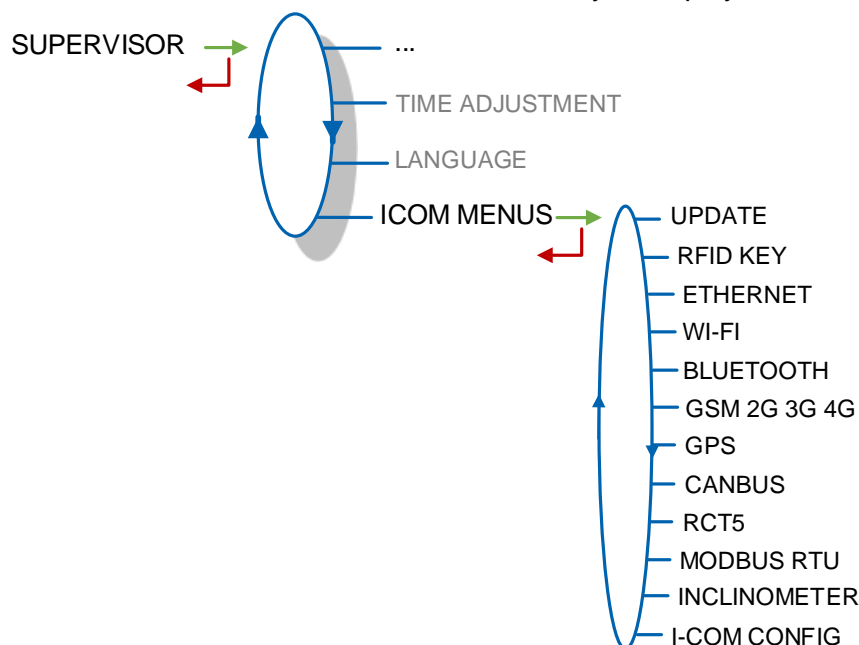 SUPERVISOR
...
TIME ADJUSTMENT
LANGUAGE
ICOM MENUS
UPDATE
RFID KEY
ETHERNET
WI-FI
BLUETOOTH
GSM 2G 3G 4G
GPS
CANBUS
RCT5
MODBUS RTU
INCLINOMETER
I-COM CONFIG